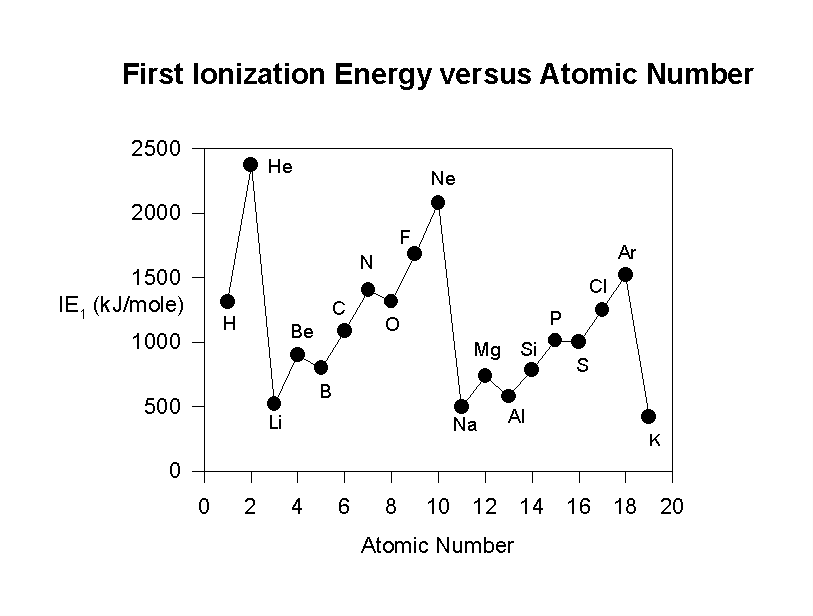 First Ionization Energy versus Atomic Number
2500
He
Ne
2000
F
Ar
N
1500
Cl
IE1 (kJ/mole)
C
H
O
P
Be
1000
Mg
Si
S
B
500
Li
Na
Al
K
0
0 2 4 6 8 10 12 14 16 18 20
Atomic Number